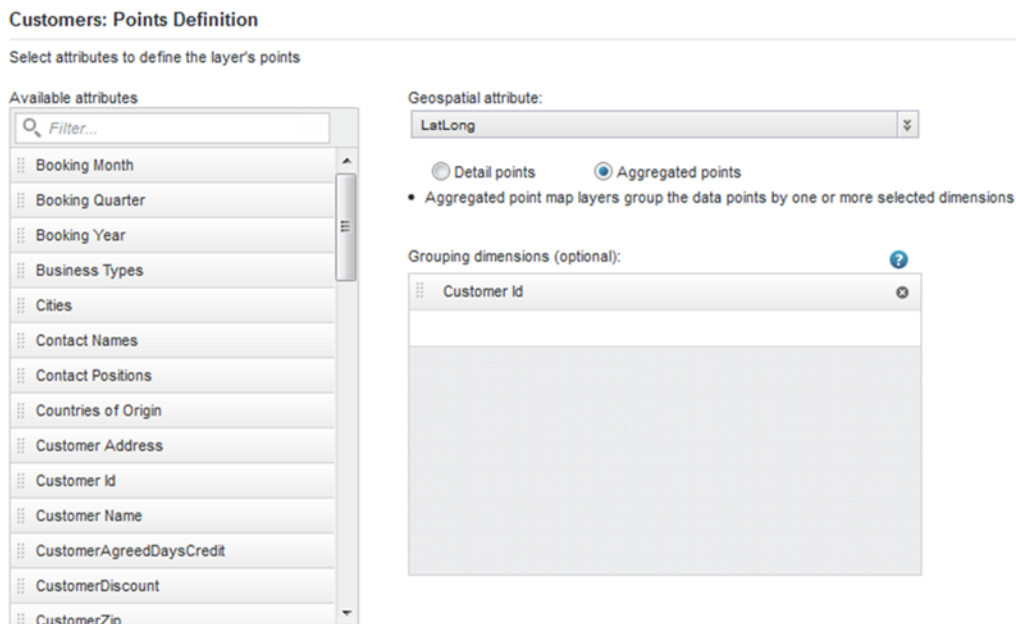 Customers: Points Definition
Select attributes to define the layer's points
Available attributes
Filter...
Booking Month
Booking Quarter
Booking Year
Business Types
Cities
Contact Names
Contact Positions
Countries of Origin
Customer Address
Customer Id
Customer Name
CustomerAgreedDaysCredit
CustomerDiscount
CustomerZip
Geospatial attribute:
LatLong
Detail points
Aggregated points
• Aggregated point map layers group the data points by one or more selected dimensions
Grouping dimensions (optional):
?
Customer Id